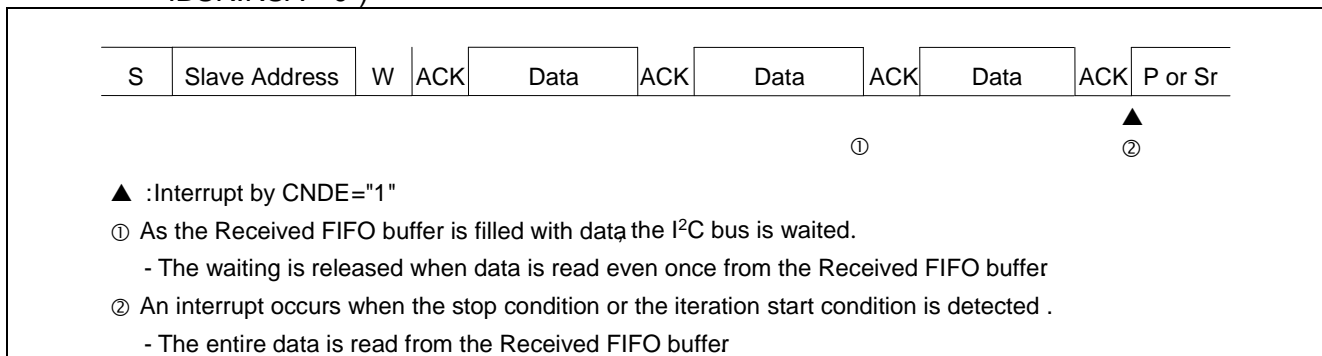 S Slave Address W ACK Data ACK Data ACK Data ACK P or Sr
▲
① ②
▲ :Interrupt by CNDE="1"
① As the Received FIFO buffer is filled with data, the I²C bus is waited.
- The waiting is released when data is read even once from the Received FIFO buffer
② An interrupt occurs when the stop condition or the iteration start condition is detected .
- The entire data is read from the Received FIFO buffer